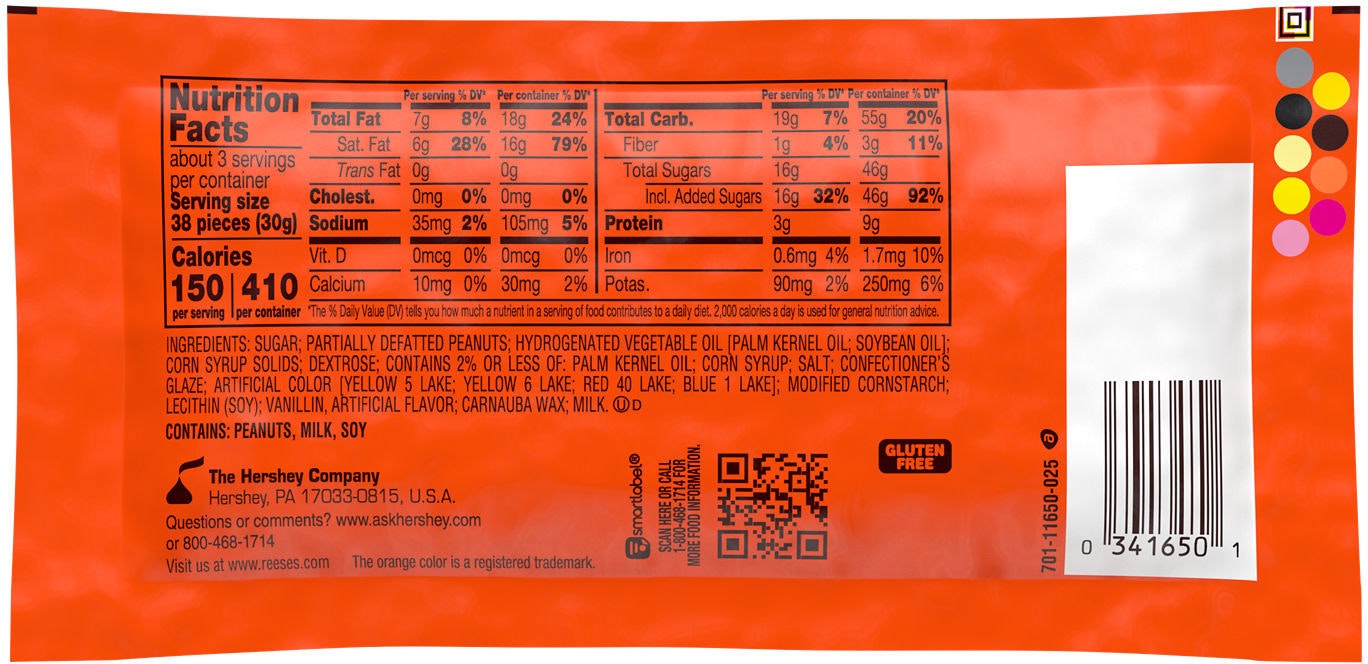 Nutrition
Facts
about 3 servings
per container
Serving size
38 pieces (30g)
Calories
150 410
per serving per container
Per serving % DV* Per container % DV*
Total Fat 7g 8% 18g 24%
Sat. Fat 6g 28% 16g 79%
Trans Fat 0g 0g
Cholest. 0mg 0% 0mg 0%
Sodium 35mg 2% 105mg 5%
Vit. D 0mcg 0% 0mcg 0%
Calcium 10mg 0% 30mg 2%
Per serving % DV* Per container % DV*
Total Carb. 19g 7% 55g 20%
Fiber 1g 4% 3g 11%
Total Sugars 16g 46g
Incl. Added Sugars 16g 32% 46g 92%
Protein 3g 9g
Iron 0.6mg 4% 1.7mg 10%
Potas. 90mg 2% 250mg 6%
*The % Daily Value (DV) tells you how much a nutrient in a serving of food contributes to a daily diet. 2,000 calories a day is used for general nutrition advice.
INGREDIENTS: SUGAR; PARTIALLY DEFATTED PEANUTS; HYDROGENATED VEGETABLE OIL [PALM KERNEL OIL; SOYBEAN OIL];
CORN SYRUP SOLIDS; DEXTROSE; CONTAINS 2% OR LESS OF: PALM KERNEL OIL; CORN SYRUP; SALT; CONFECTIONER'S
GLAZE; ARTIFICIAL COLOR [YELLOW 5 LAKE; YELLOW 6 LAKE; RED 40 LAKE; BLUE 1 LAKE]; MODIFIED CORNSTARCH;
LECITHIN (SOY); VANILLIN, ARTIFICIAL FLAVOR; CARNAUBA WAX; MILK. Ⓤ D
CONTAINS: PEANUTS, MILK, SOY
The Hershey Company
Hershey, PA 17033-0815, U.S.A.
Questions or comments? www.askhershey.com
or 800-468-1714
Visit us at www.reeses.com The orange color is a registered trademark.
smartlabel®
SCAN HERE OR CALL
1-800-468-1714 FOR
MORE FOOD INFORMATION.
GLUTEN
FREE
701-11650-025 a
0 341650 1